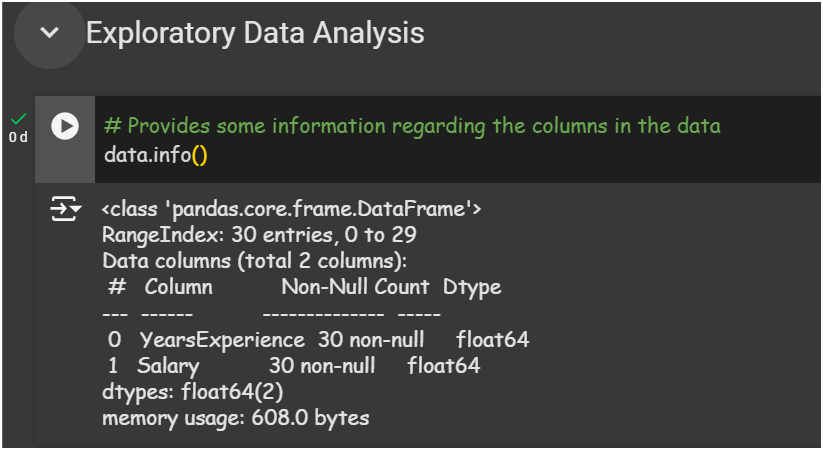 Exploratory Data Analysis
0 d
# Provides some information regarding the columns in the data
data.info()
<class 'pandas.core.frame.DataFrame'>
RangeIndex: 30 entries, 0 to 29
Data columns (total 2 columns):
 #   Column           Non-Null Count  Dtype
---  ------           --------------  -----
 0   YearsExperience  30 non-null     float64
 1   Salary           30 non-null     float64
dtypes: float64(2)
memory usage: 608.0 bytes